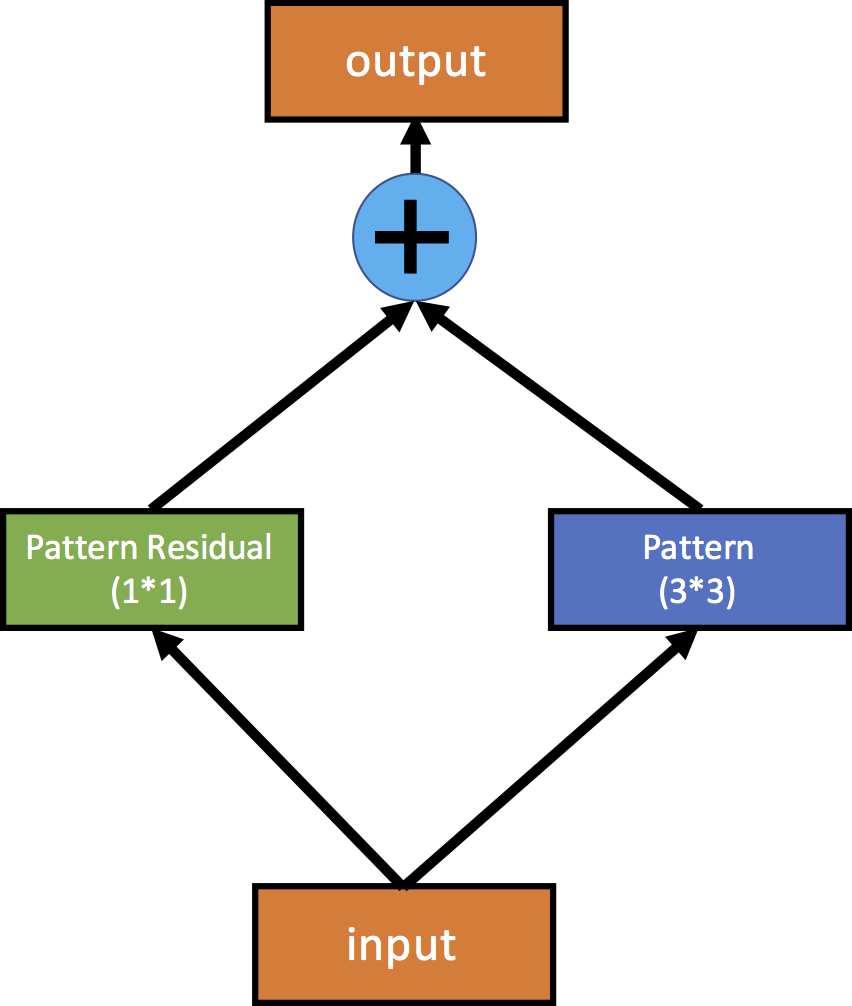 output
+
Pattern Residual
(1*1)
Pattern
(3*3)
input